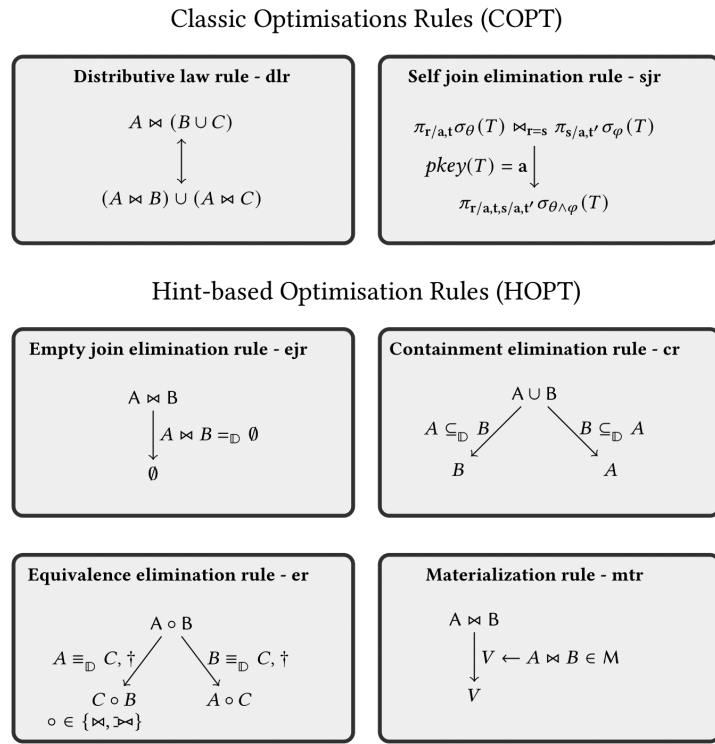 Classic Optimisations Rules (COPT)
Distributive law rule - dlr
A ⋈ (B ∪ C)
(A ⋈ B) ∪ (A ⋈ C)
Self join elimination rule - sjr
π_{r/a,t}σ_θ(T) ⋈_{r=s} π_{s/a,t′}σ_φ(T)
pkey(T) = a
π_{r/a,t,s/a,t′}σ_{θ∧φ}(T)
Hint-based Optimisation Rules (HOPT)
Empty join elimination rule - ejr
A ⋈ B
A ⋈ B =_𝔻 ∅
∅
Containment elimination rule - cr
A ∪ B
A ⊆_𝔻 B B ⊆_𝔻 A
B A
Equivalence elimination rule - er
A ∘ B
A ≡_𝔻 C, † B ≡_𝔻 C, †
C ∘ B A ∘ C
∘ ∈ {⋈, ⟕}
Materialization rule - mtr
A ⋈ B
V ← A ⋈ B ∈ M
V